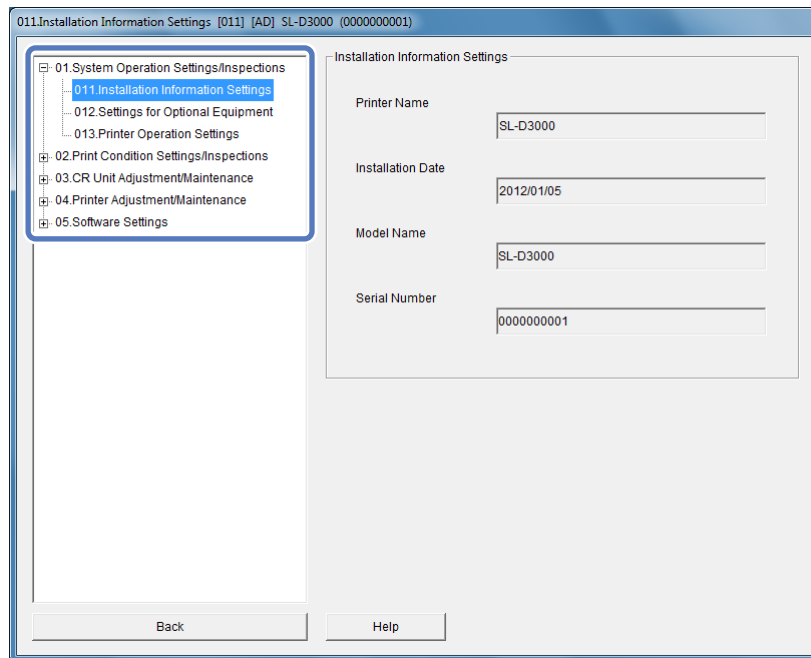 011.Installation Information Settings [011] [AD] SL-D3000 (0000000001)
01.System Operation Settings/Inspections
011.Installation Information Settings
012.Settings for Optional Equipment
013.Printer Operation Settings
02.Print Condition Settings/Inspections
03.CR Unit Adjustment/Maintenance
04.Printer Adjustment/Maintenance
05.Software Settings
Back
Installation Information Settings
Printer Name
SL-D3000
Installation Date
2012/01/05
Model Name
SL-D3000
Serial Number
0000000001
Help